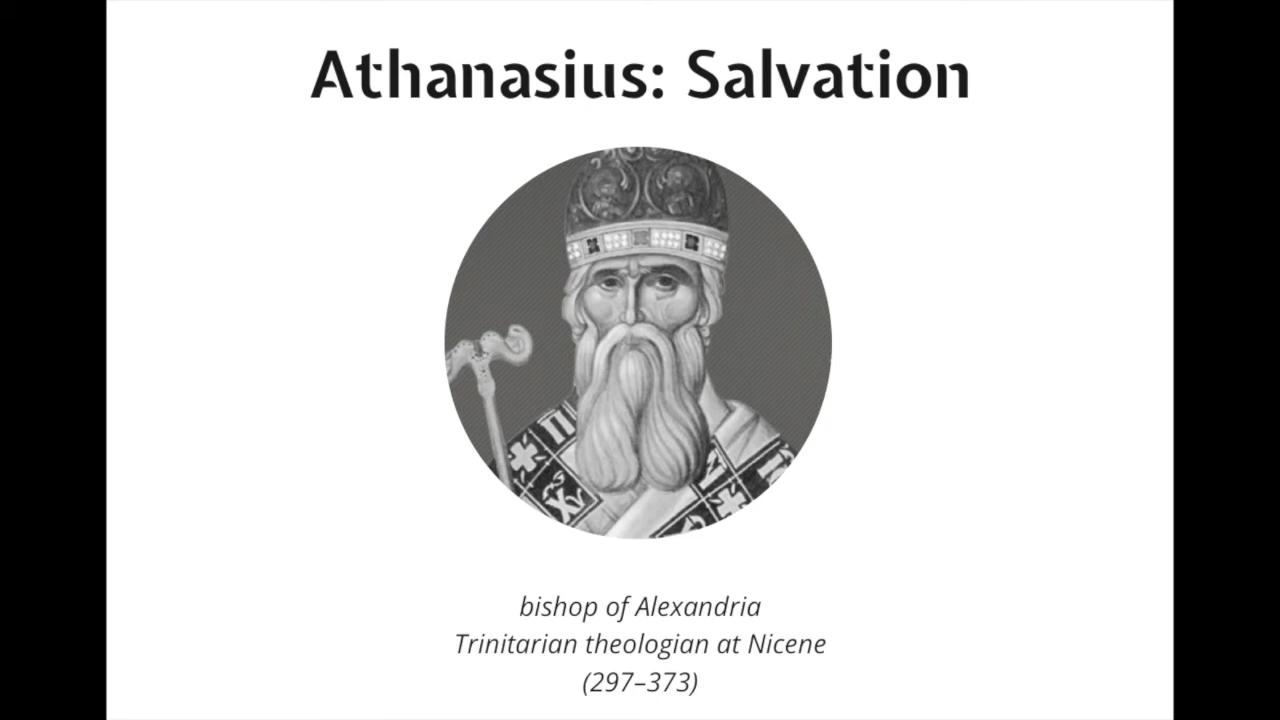 Athanasius: Salvation
bishop of Alexandria
Trinitarian theologian at Nicene
(297–373)